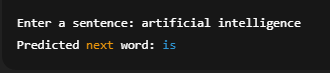 Enter a sentence: artificial intelligence
Predicted next word: is